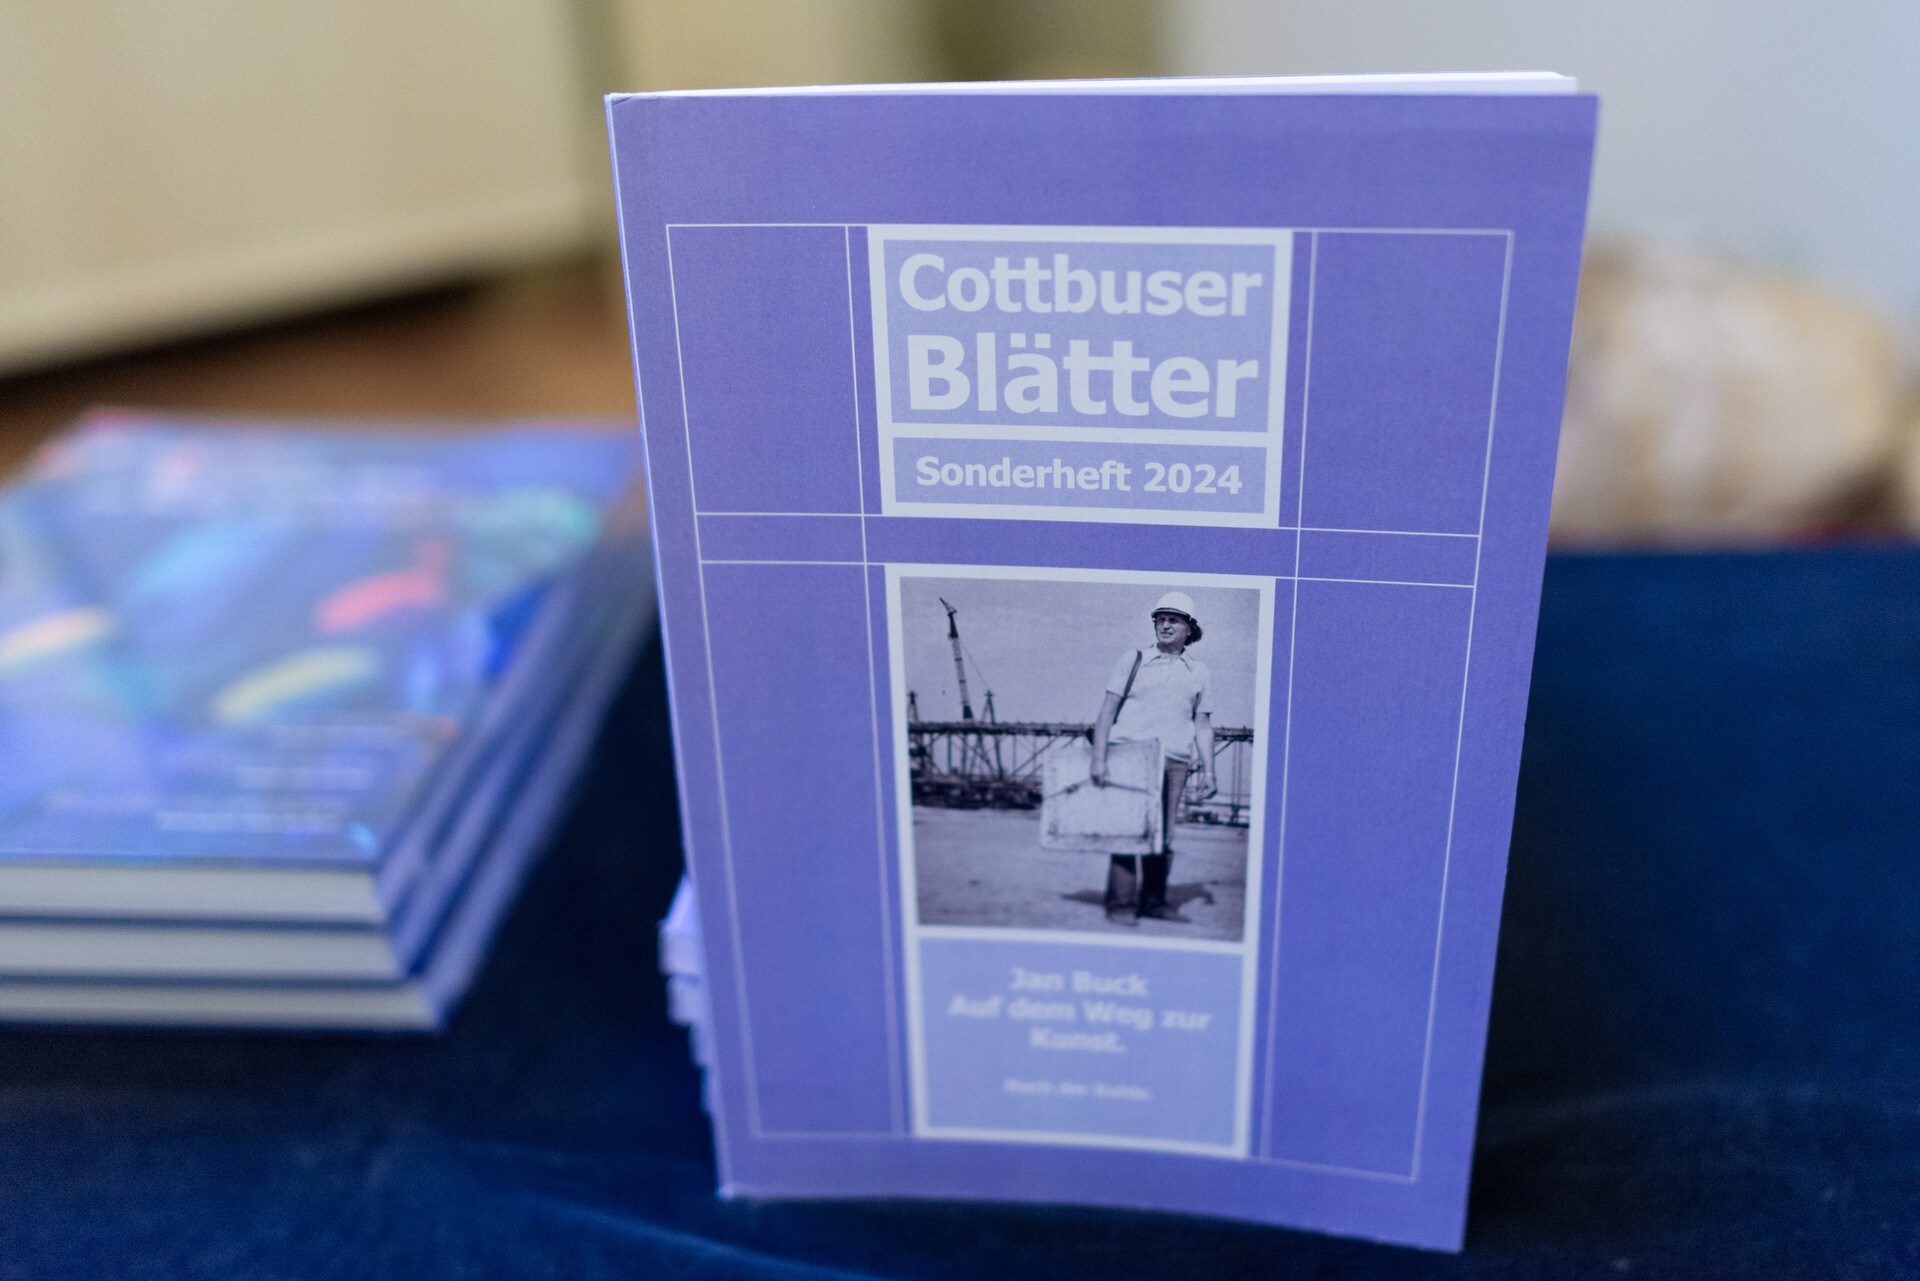 Cottbuser
Blätter
Sonderheft 2024
Jan Buck
Auf dem Weg zur
Kunst.